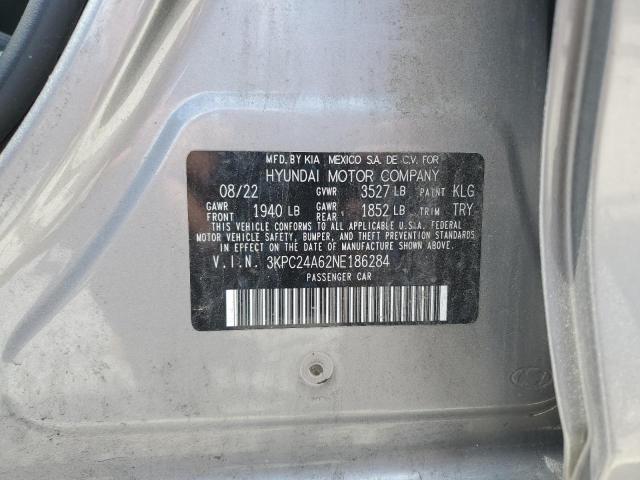 MFD. BY KIA MEXICO S.A. DE C.V. FOR
HYUNDAI MOTOR COMPANY
08/22 GVWR 3527 LB PAINT KLG
GAWR FRONT 1940 LB GAWR REAR 1852 LB TRIM TRY
THIS VEHICLE CONFORMS TO ALL APPLICABLE U.S.A. FEDERAL
MOTOR VEHICLE SAFETY, BUMPER, AND THEFT PREVENTION STANDARDS
IN EFFECT ON THE DATE OF MANUFACTURE SHOWN ABOVE.
V.I.N. 3KPC24A62NE186284
PASSENGER CAR